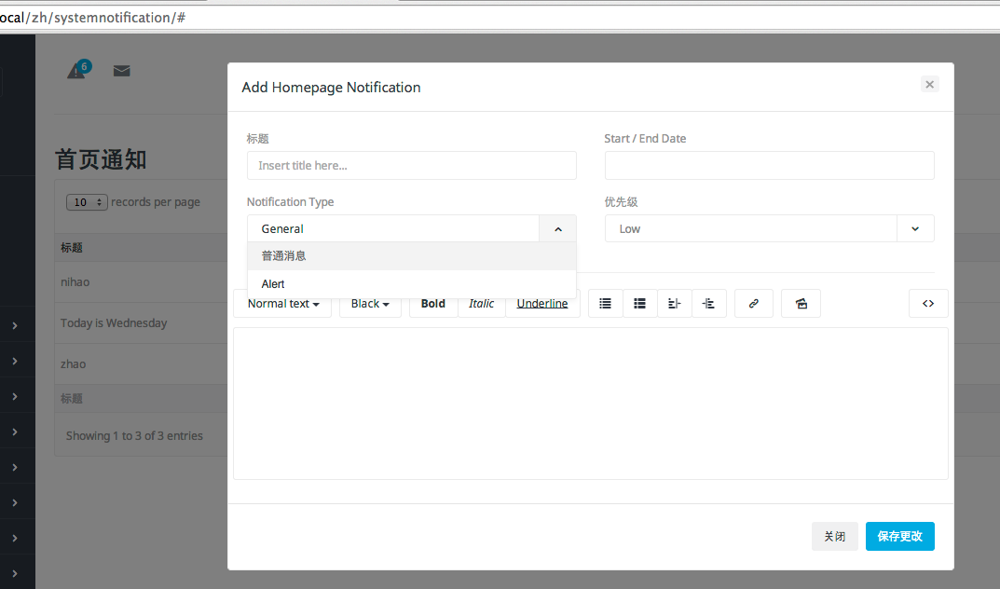 ocal/zh/systemnotification/#
6
Add Homepage Notification
×
首页通知
10 records per page
标题
nihao
Today is Wednesday
zhao
标题
Showing 1 to 3 of 3 entries
标题
Insert title here...
Start / End Date
Notification Type
General
普通消息
Alert
优先级
Low
Normal text
Black
Bold
Italic
Underline
关闭
保存更改